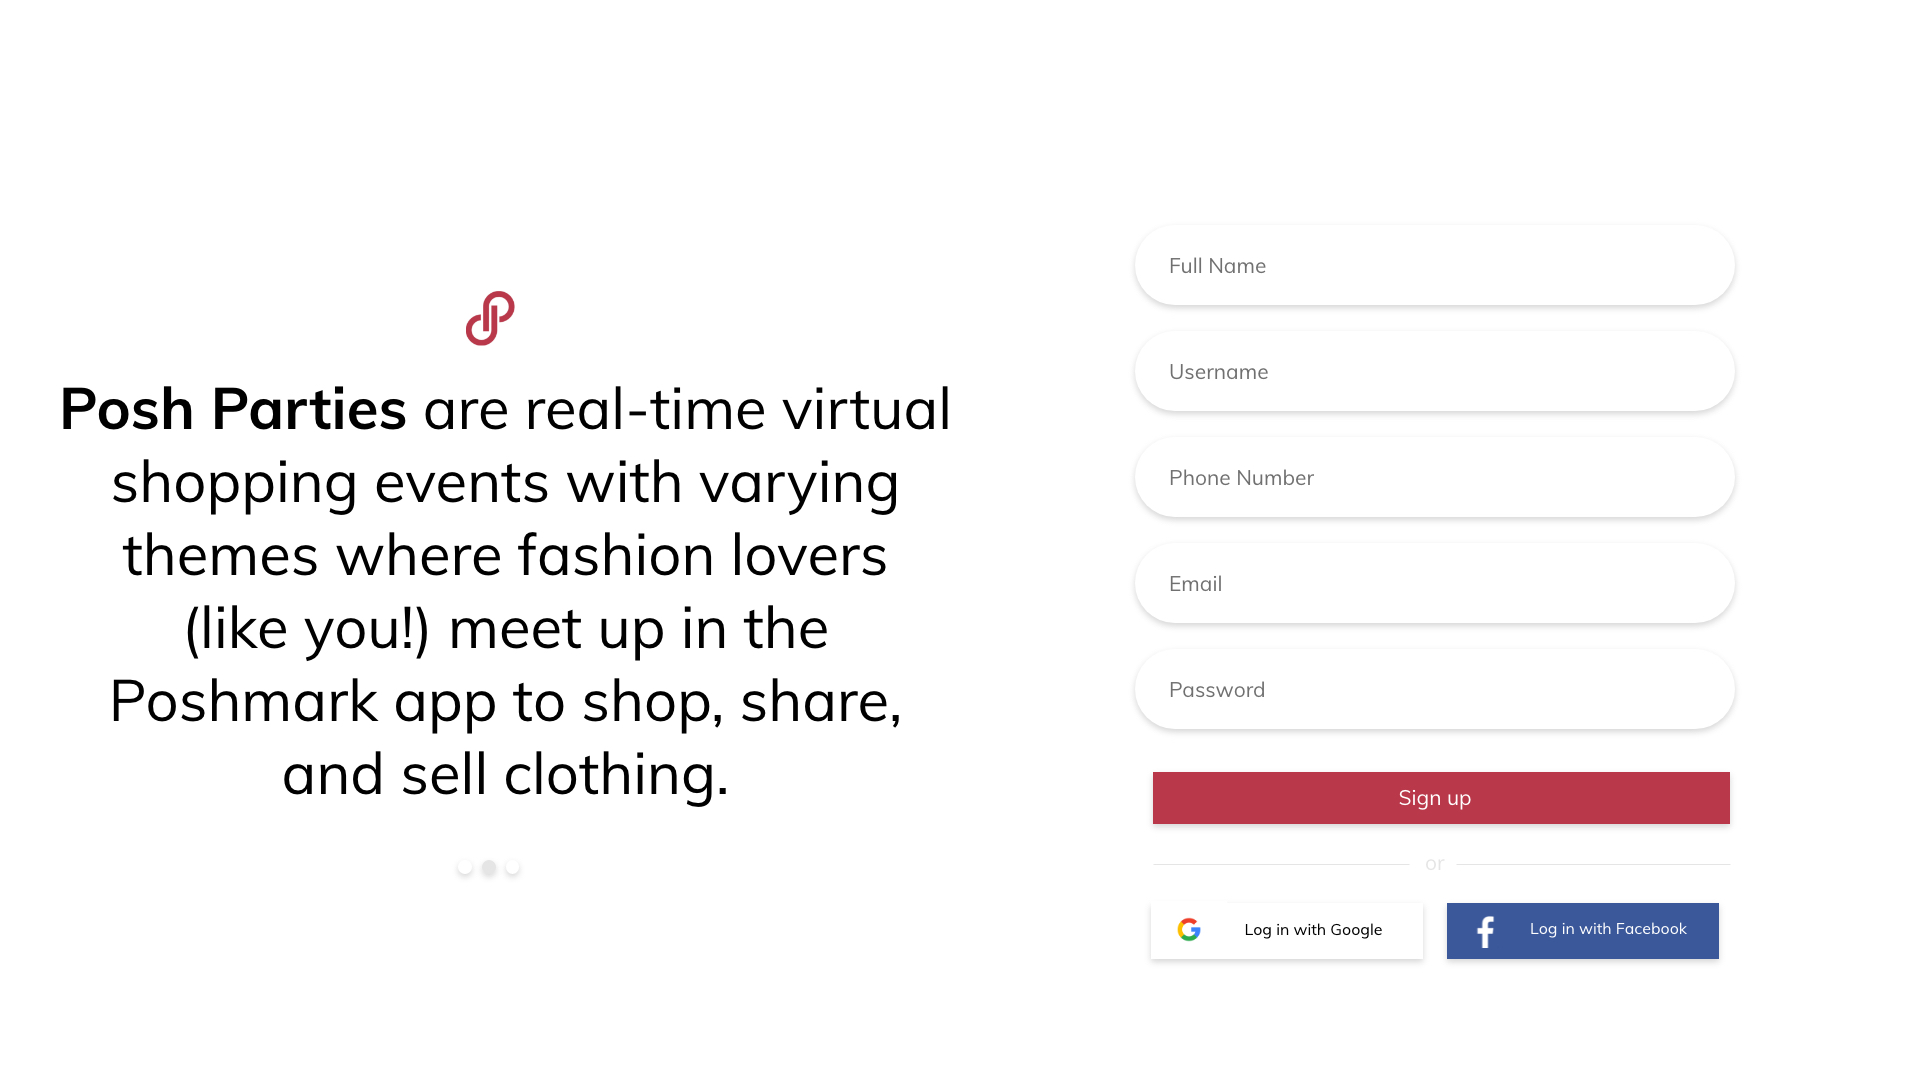 Posh Parties are real-time virtual
shopping events with varying
themes where fashion lovers
(like you!) meet up in the
Poshmark app to shop, share,
and sell clothing.
Full Name
Username
Phone Number
Email
Password
Sign up
or
Log in with Google
Log in with Facebook